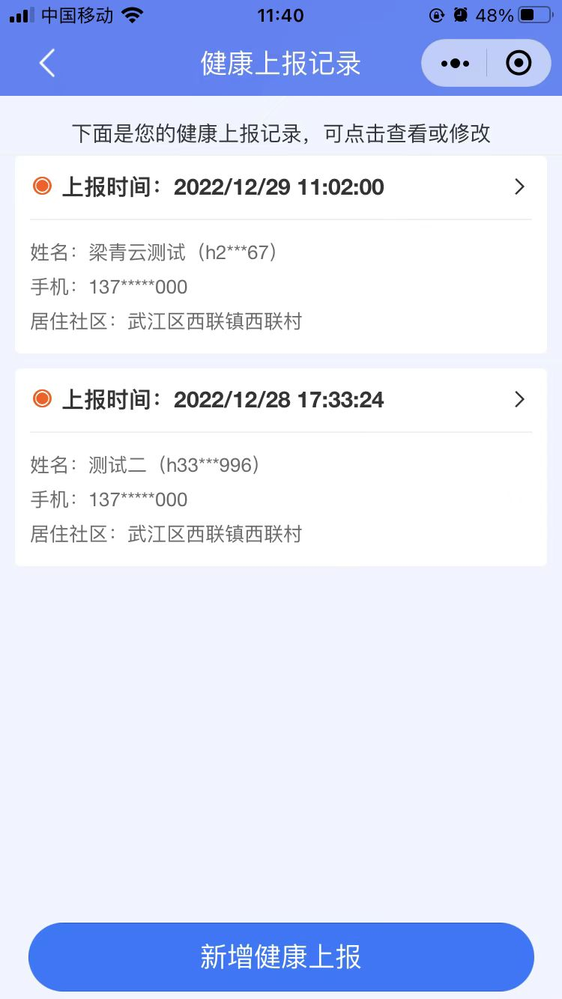 中国移动 11:40 48%
健康上报记录
下面是您的健康上报记录，可点击查看或修改
上报时间：2022/12/29 11:02:00
姓名：梁青云测试（h2***67）
手机：137*****000
居住社区：武江区西联镇西联村
上报时间：2022/12/28 17:33:24
姓名：测试二（h33***996）
手机：137*****000
居住社区：武江区西联镇西联村
新增健康上报